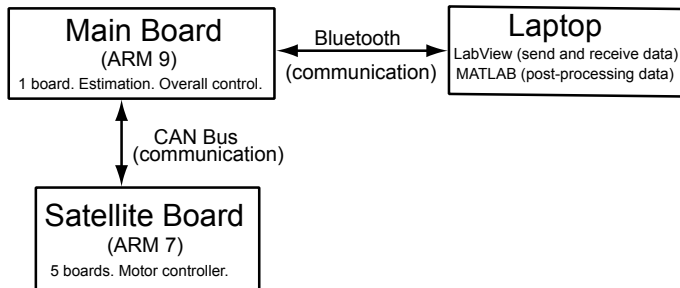 Main Board
(ARM 9)
1 board. Estimation. Overall control.
Bluetooth
(communication)
Laptop
LabView (send and receive data)
MATLAB (post-processing data)
CAN Bus
(communication)
Satellite Board
(ARM 7)
5 boards. Motor controller.